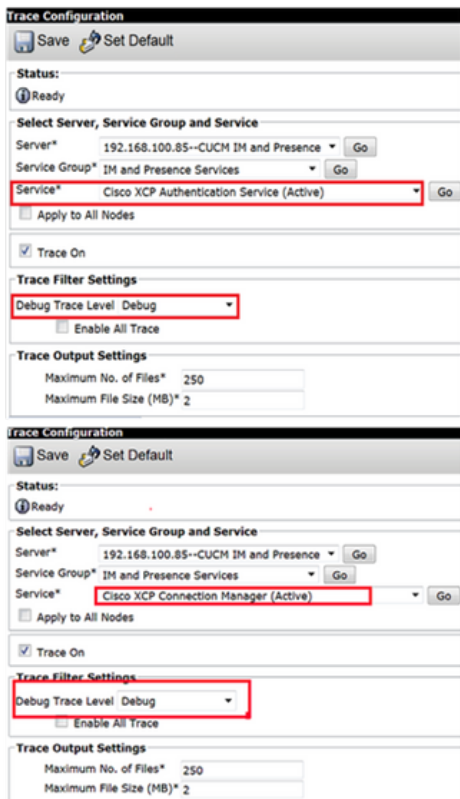 Trace Configuration
Save Set Default
Status:
Ready
Select Server, Service Group and Service
Server* 192.168.100.85--CUCM IM and Presence Go
Service Group* IM and Presence Services Go
Service* Cisco XCP Authentication Service (Active) Go
Apply to All Nodes
Trace On
Trace Filter Settings
Debug Trace Level Debug
Enable All Trace
Trace Output Settings
Maximum No. of Files* 250
Maximum File Size (MB)* 2
Trace Configuration
Save Set Default
Status:
Ready
Select Server, Service Group and Service
Server* 192.168.100.85--CUCM IM and Presence Go
Service Group* IM and Presence Services Go
Service* Cisco XCP Connection Manager (Active) Go
Apply to All Nodes
Trace On
Trace Filter Settings
Debug Trace Level Debug
Enable All Trace
Trace Output Settings
Maximum No. of Files* 250
Maximum File Size (MB)* 2